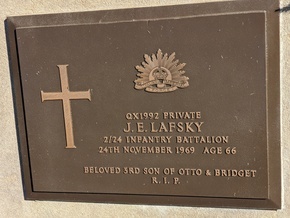 QX1992 PRIVATE
J. E. LAFSKY
2/24 INFANTRY BATTALION
24TH NOVEMBER 1969 AGE 66
BELOVED 3RD SON OF OTTO & BRIDGET
R. I. P.